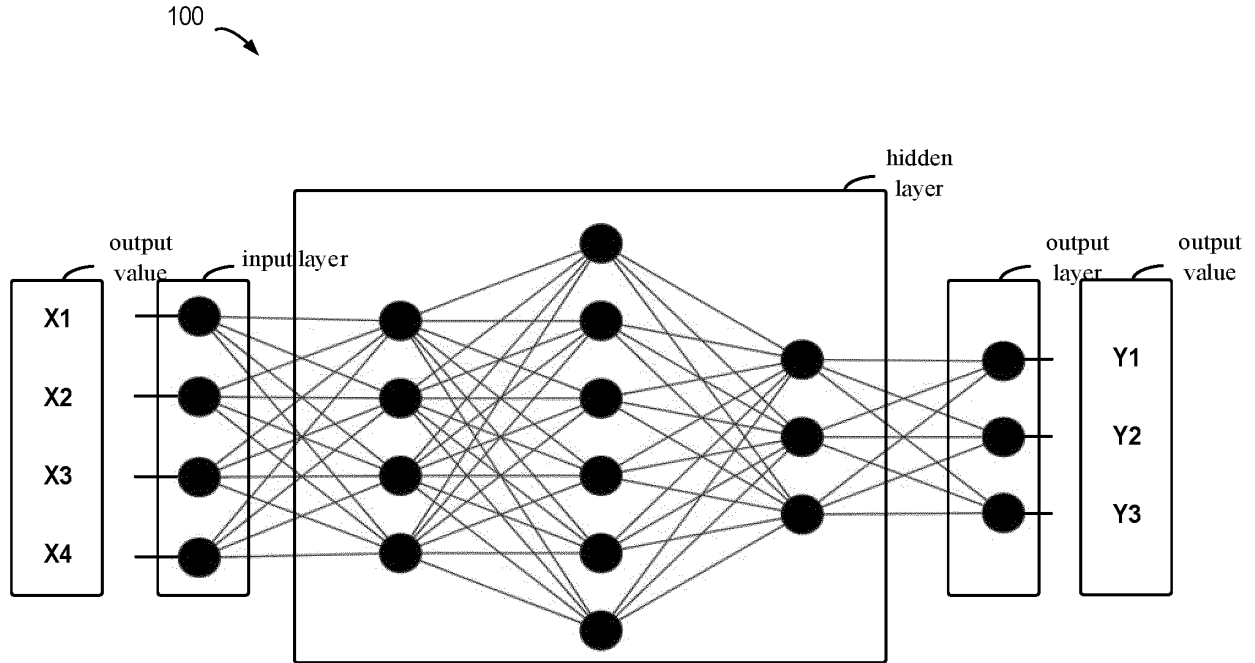 100
hidden
layer
output
value
input layer
output
layer
output
value
X1
X2
X3
X4
Y1
Y2
Y3